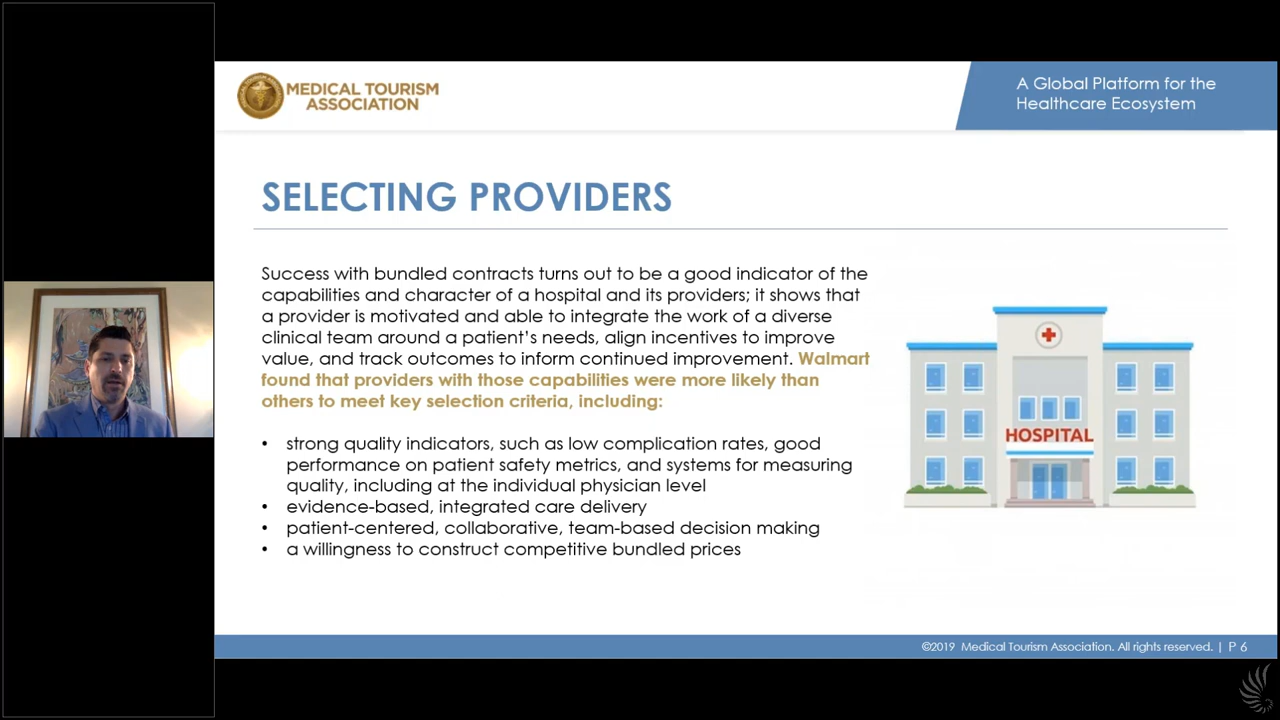 MEDICAL TOURISM
ASSOCIATION
A Global Platform for the
Healthcare Ecosystem
SELECTING PROVIDERS
Success with bundled contracts turns out to be a good indicator of the
capabilities and character of a hospital and its providers; it shows that
a provider is motivated and able to integrate the work of a diverse
clinical team around a patient's needs, align incentives to improve
value, and track outcomes to inform continued improvement. Walmart
found that providers with those capabilities were more likely than
others to meet key selection criteria, including:
• strong quality indicators, such as low complication rates, good
performance on patient safety metrics, and systems for measuring
quality, including at the individual physician level
• evidence-based, integrated care delivery
• patient-centered, collaborative, team-based decision making
• a willingness to construct competitive bundled prices
HOSPITAL
©2019 Medical Tourism Association. All rights reserved. | P 6